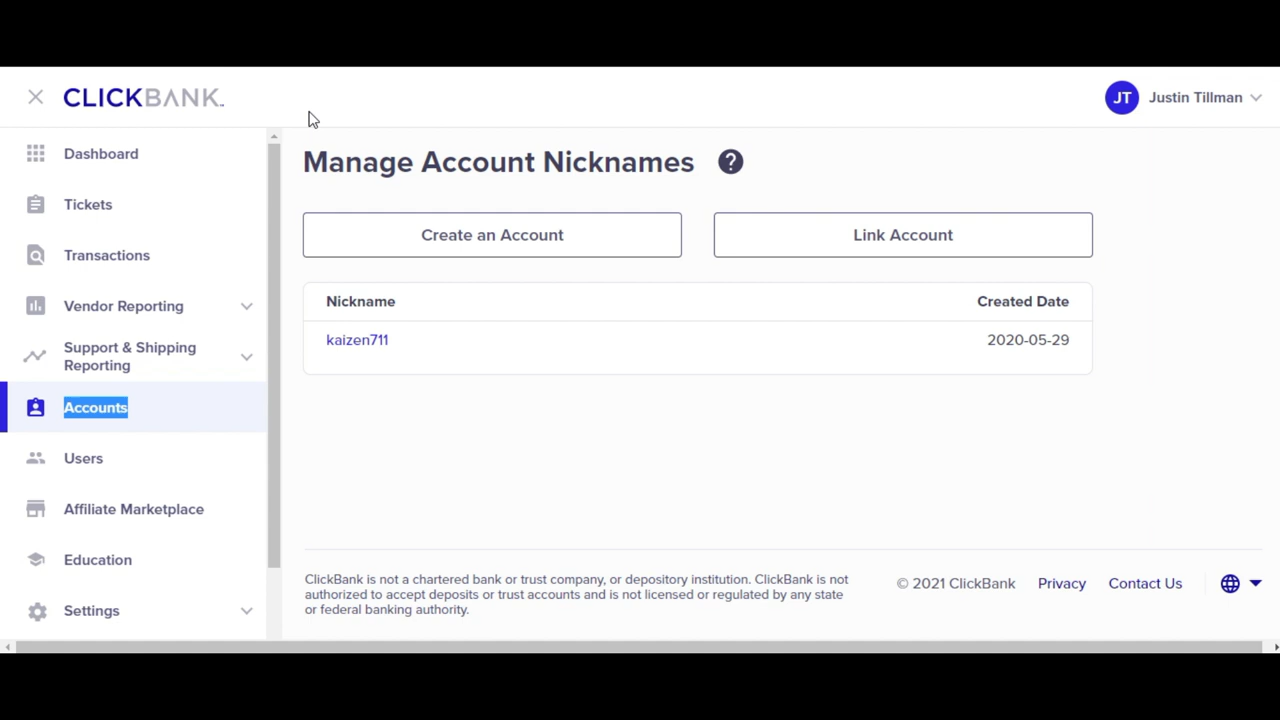 CLICKBANK
JT Justin Tillman
Dashboard
Tickets
Transactions
Vendor Reporting
Support & Shipping
Reporting
Accounts
Users
Affiliate Marketplace
Education
Settings
Manage Account Nicknames ?
Create an Account
Link Account
Nickname Created Date
kaizen711 2020-05-29
ClickBank is not a chartered bank or trust company, or depository institution. ClickBank is not
authorized to accept deposits or trust accounts and is not licensed or regulated by any state
or federal banking authority.
© 2021 ClickBank Privacy Contact Us